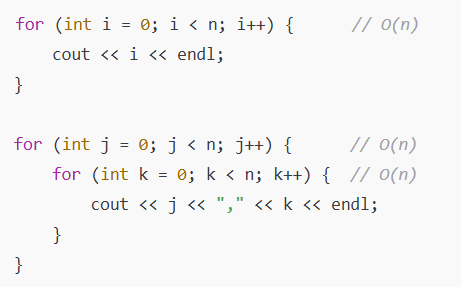 for (int i = 0; i < n; i++) {      // O(n)
    cout << i << endl;
}

for (int j = 0; j < n; j++) {      // O(n)
    for (int k = 0; k < n; k++) {  // O(n)
        cout << j << "," << k << endl;
    }
}